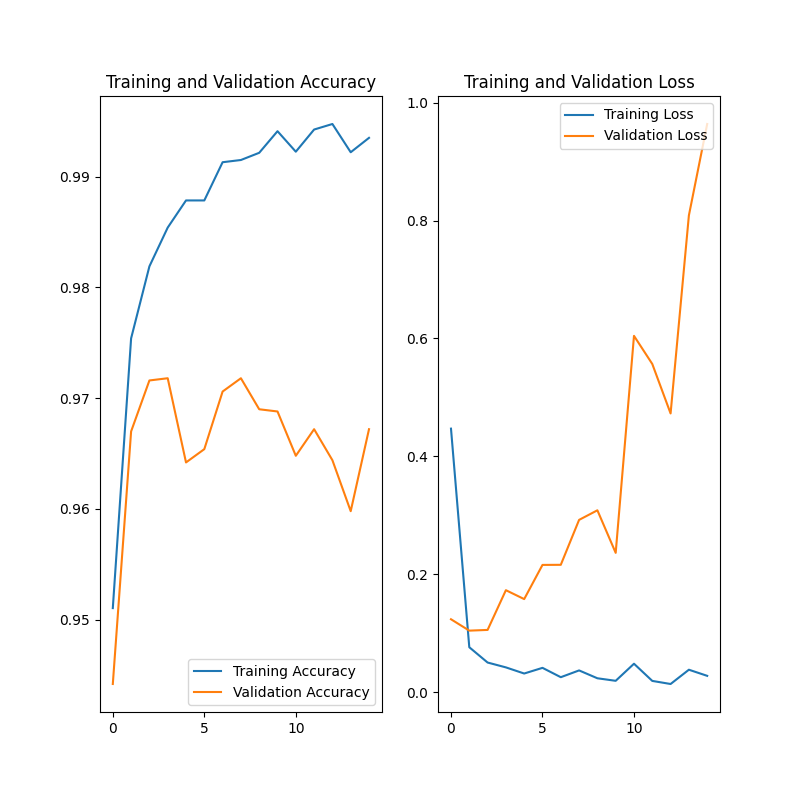 Training and Validation Accuracy
0.99
0.98
0.97
0.96
0.95
0
5
10
Training Accuracy
Validation Accuracy
Training and Validation Loss
1.0
0.8
0.6
0.4
0.2
0.0
0
5
10
Training Loss
Validation Loss